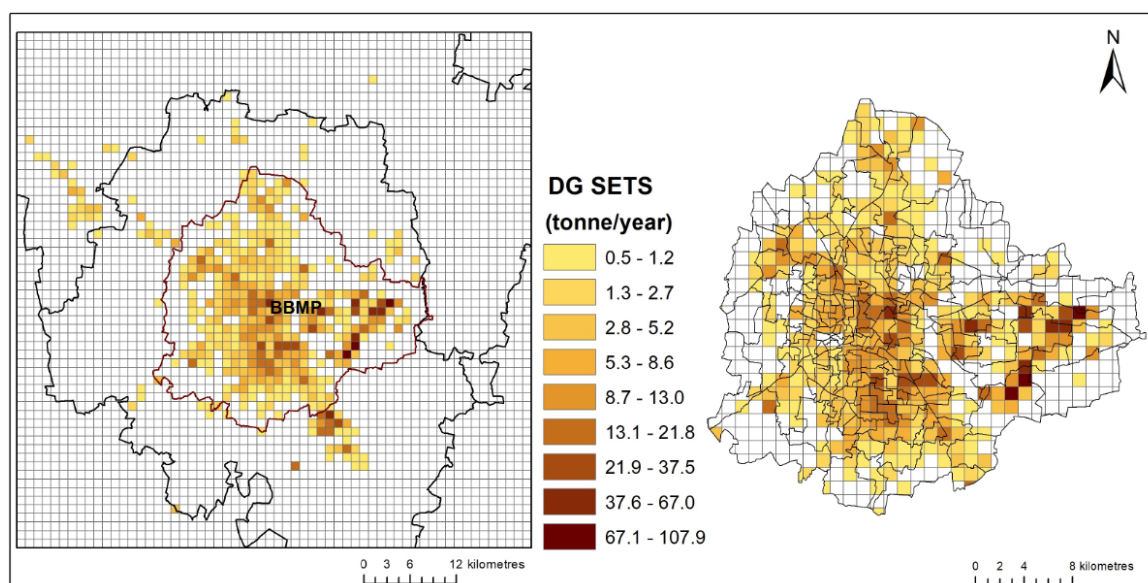 BBMP
0 3 6 12 kilometres
DG SETS
(tonne/year)
0.5 - 1.2
1.3 - 2.7
2.8 - 5.2
5.3 - 8.6
8.7 - 13.0
13.1 - 21.8
21.9 - 37.5
37.6 - 67.0
67.1 - 107.9
N
0 2 4 8 kilometres